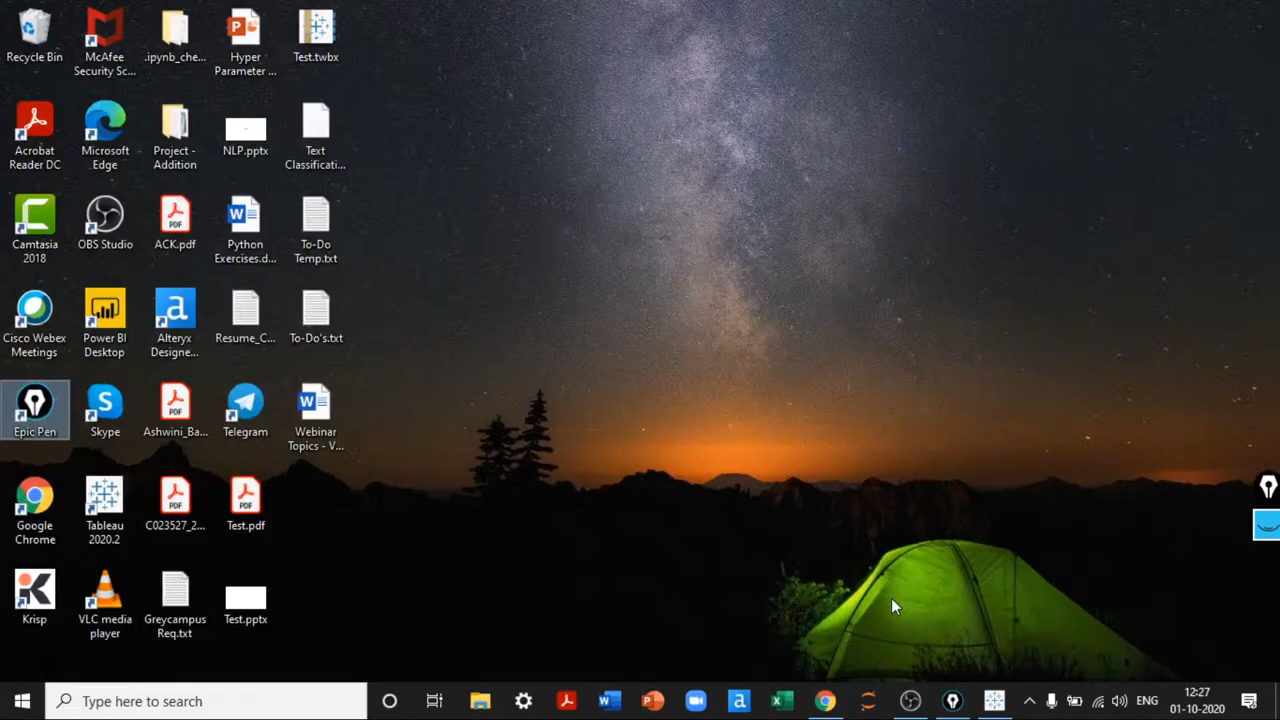 Recycle Bin
McAfee
Security Sc...
.ipynb_che...
Hyper
Parameter ...
Test.twbx
Acrobat
Reader DC
Microsoft
Edge
Project -
Addition
NLP.pptx
Text
Classificati...
Camtasia
2018
OBS Studio
PDF
ACK.pdf
Python
Exercises.d...
To-Do
Temp.txt
Cisco Webex
Meetings
Power BI
Desktop
Alteryx
Designe...
Resume_C...
To-Do's.txt
Epic Pen
Skype
PDF
Ashwini_Ba...
Telegram
Webinar
Topics - V...
Google
Chrome
Tableau
2020.2
PDF
C023527_2...
PDF
Test.pdf
Krisp
VLC media
player
Greycampus
Req.txt
Test.pptx
Type here to search
ENG
12:27
01-10-2020